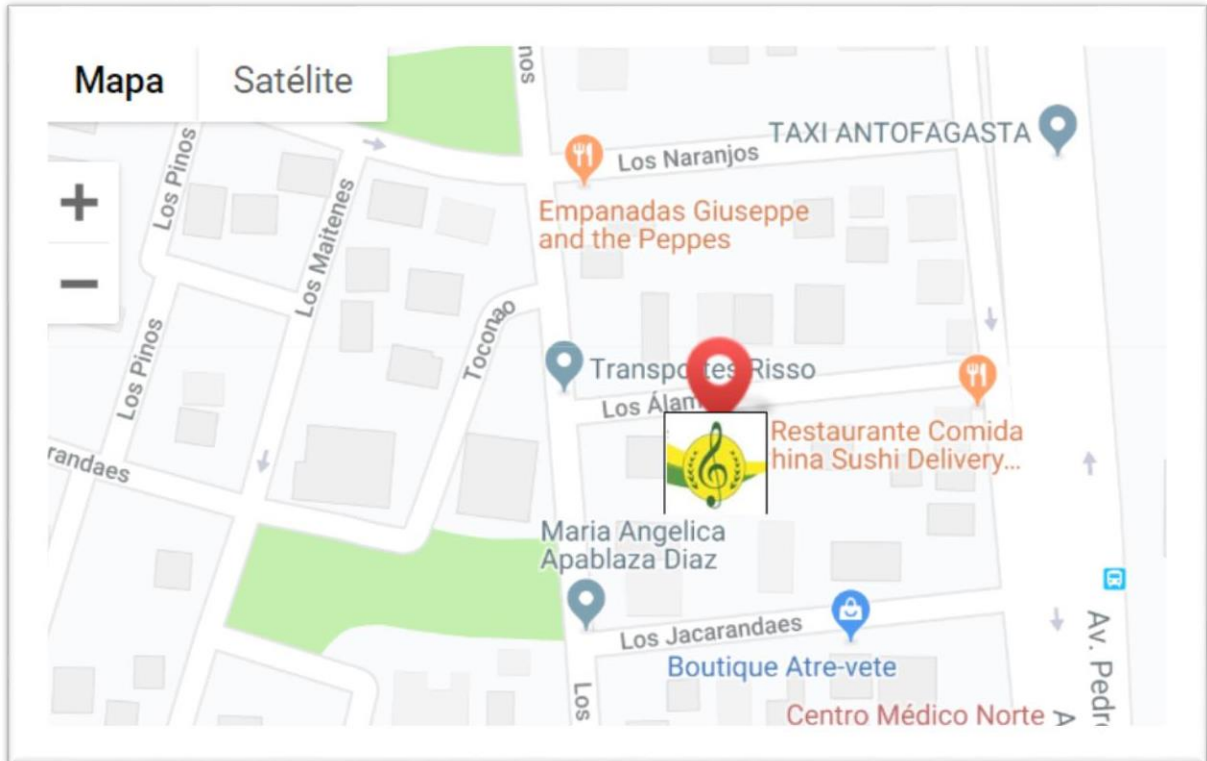 Mapa
Satélite
nos
TAXI ANTOFAGASTA
Los Naranjos
Los Pinos
Los Maitenes
Empanadas Giuseppe
and the Peppes
+
−
Toconao
Los Pinos
Transportes Risso
Los Álam
Restaurante Comida
hina Sushi Delivery...
randaes
Maria Angelica
Apablaza Diaz
Los Jacarandaes
Boutique Atre-vete
Los
Av. Pedr
Centro Médico Norte
A